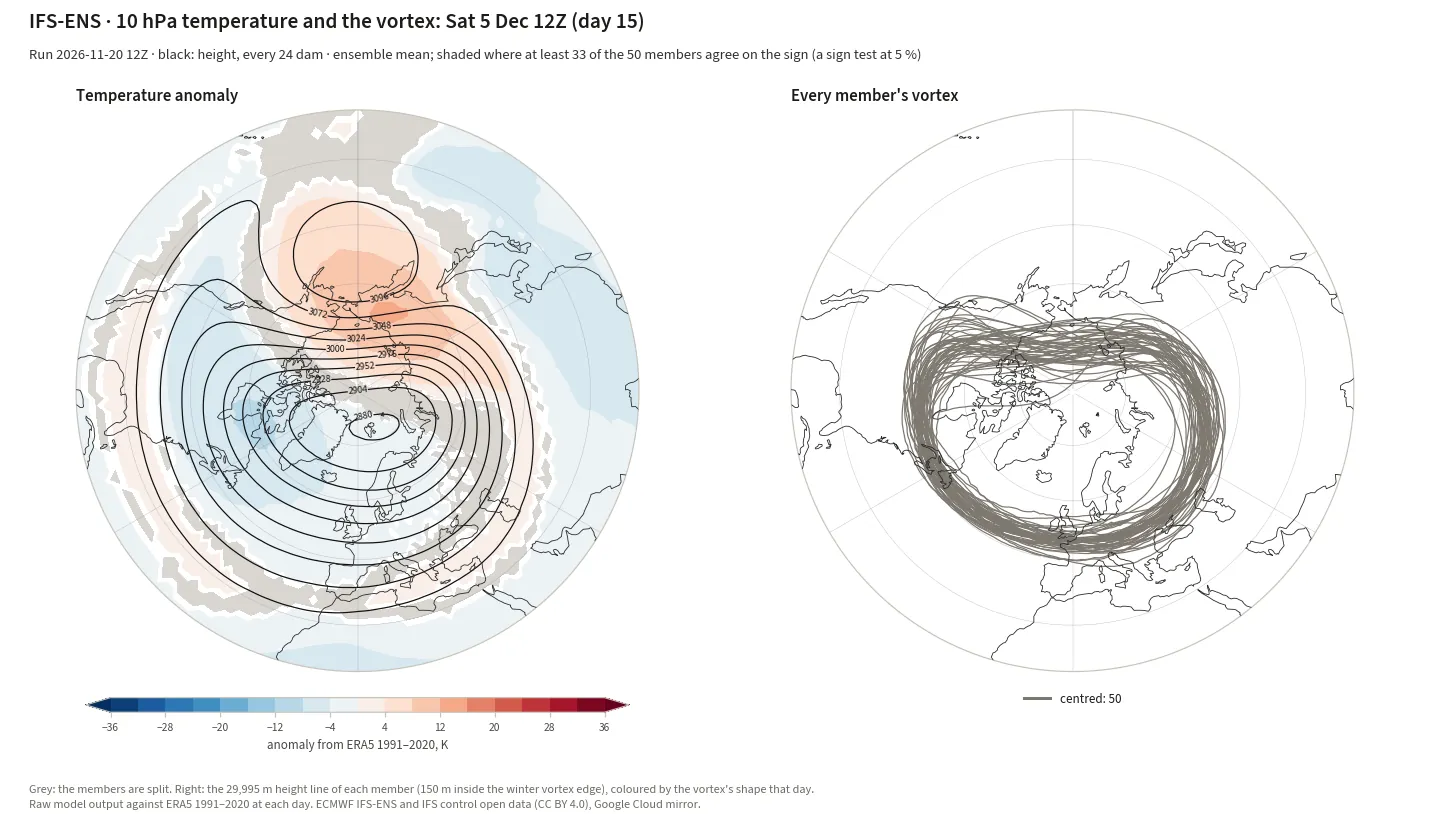 IFS-ENS · 10 hPa temperature and the vortex: Sat 5 Dec 12Z (day 15)
Run 2026-11-20 12Z · black: height, every 24 dam · ensemble mean; shaded where at least 33 of the 50 members agree on the sign (a sign test at 5 %)
Temperature anomaly
Every member's vortex
3096
3072
3048
3024
3000
2976
2952
2928
2904
2880
−36 −28 −20 −12 −4 4 12 20 28 36
anomaly from ERA5 1991–2020, K
centred: 50
Grey: the members are split. Right: the 29,995 m height line of each member (150 m inside the winter vortex edge), coloured by the vortex's shape that day.
Raw model output against ERA5 1991–2020 at each day. ECMWF IFS-ENS and IFS control open data (CC BY 4.0), Google Cloud mirror.